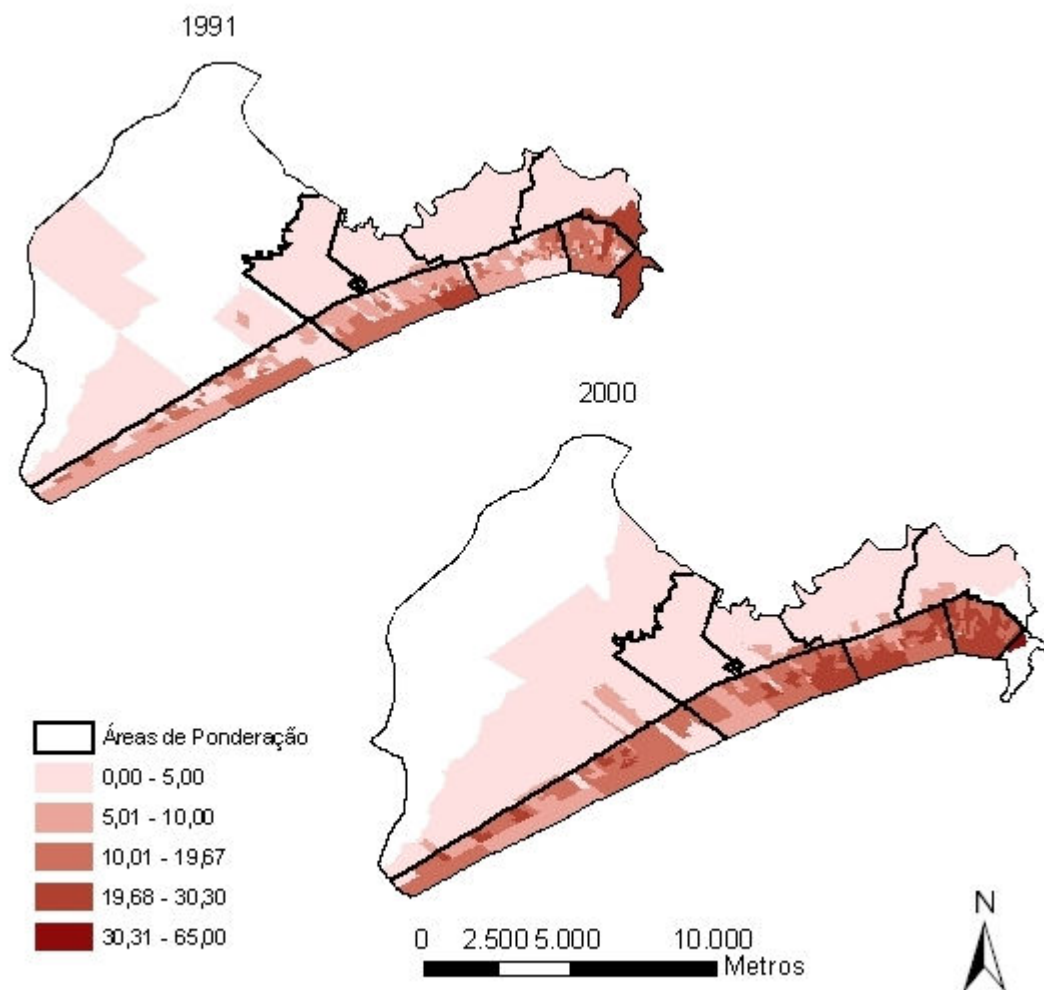 1991
2000
Áreas de Ponderação
0,00 - 5,00
5,01 - 10,00
10,01 - 19,67
19,68 - 30,30
30,31 - 65,00
0 2.500 5.000 10.000
Metros
N